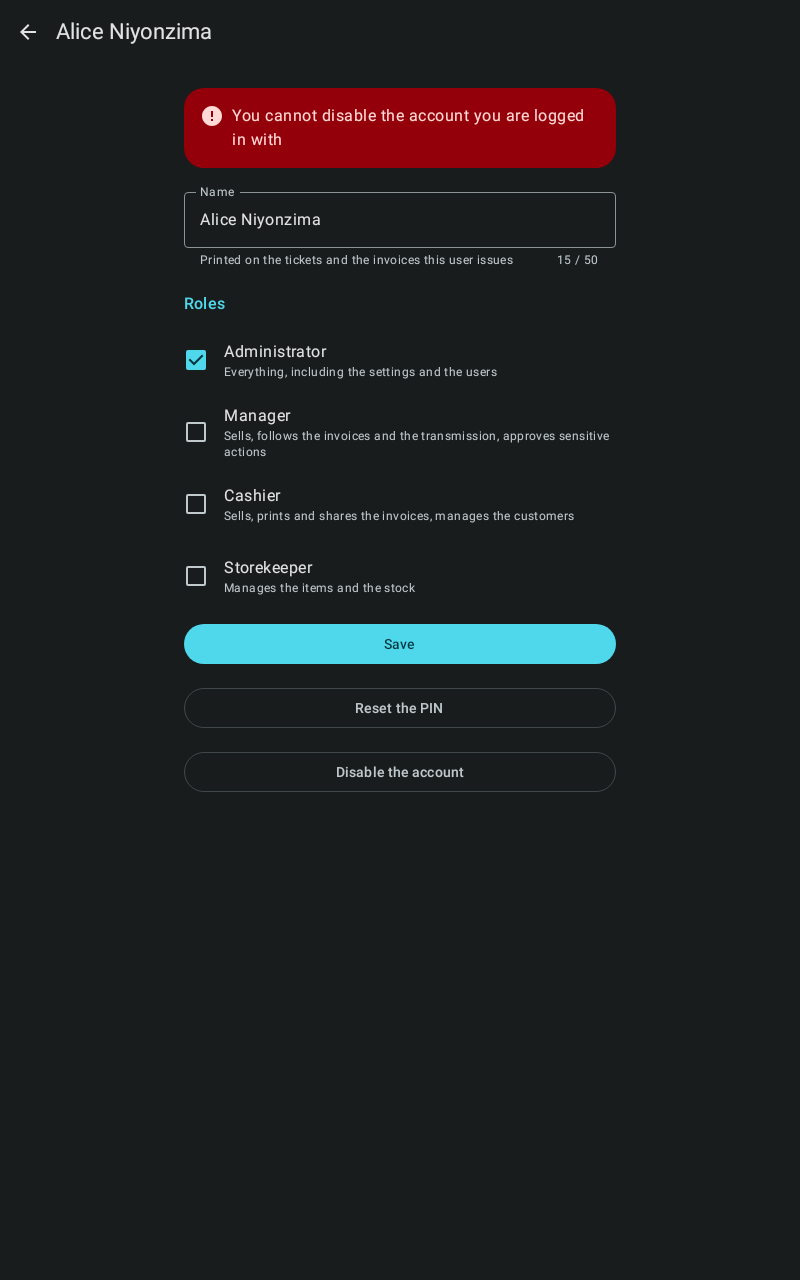 Alice Niyonzima
You cannot disable the account you are logged
in with
Name
Alice Niyonzima
Printed on the tickets and the invoices this user issues 15 / 50
Roles
Administrator
Everything, including the settings and the users
Manager
Sells, follows the invoices and the transmission, approves sensitive
actions
Cashier
Sells, prints and shares the invoices, manages the customers
Storekeeper
Manages the items and the stock
Save
Reset the PIN
Disable the account